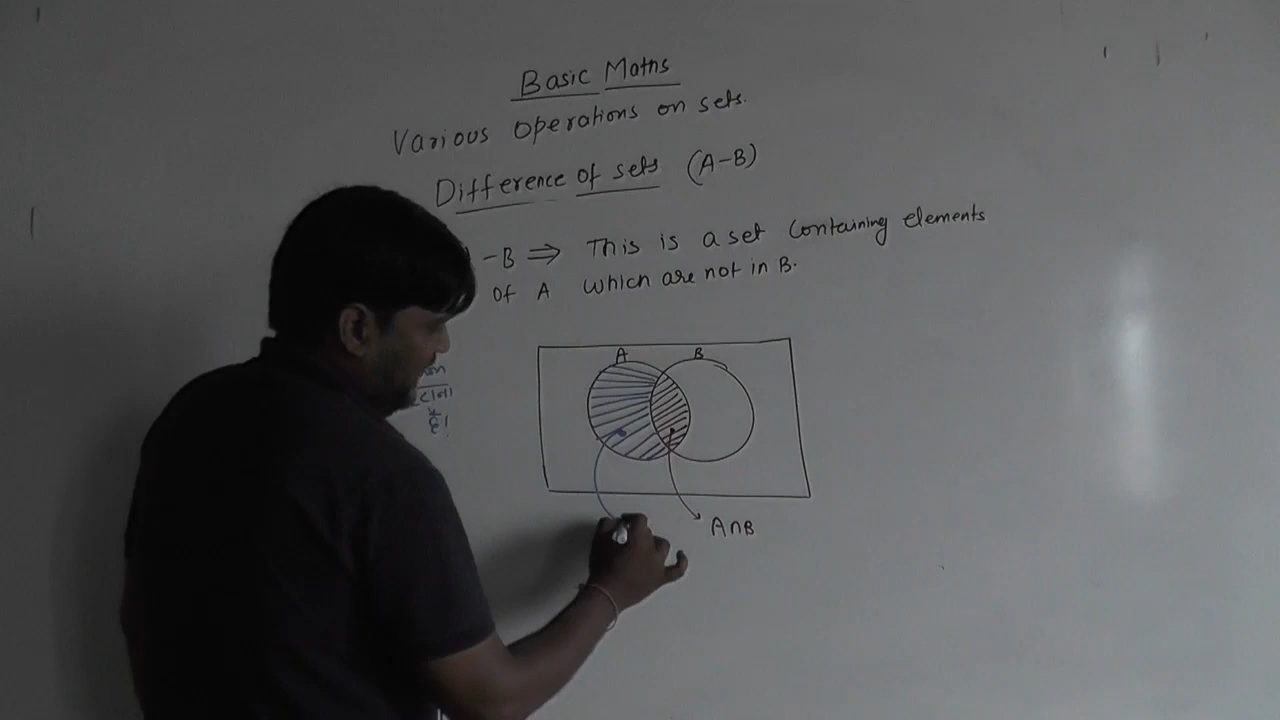 Basic Maths
Various Operations on sets.
Difference of sets (A-B)
-B ⇒ This is a set containing elements
of A which are not in B.
A B
A∩B